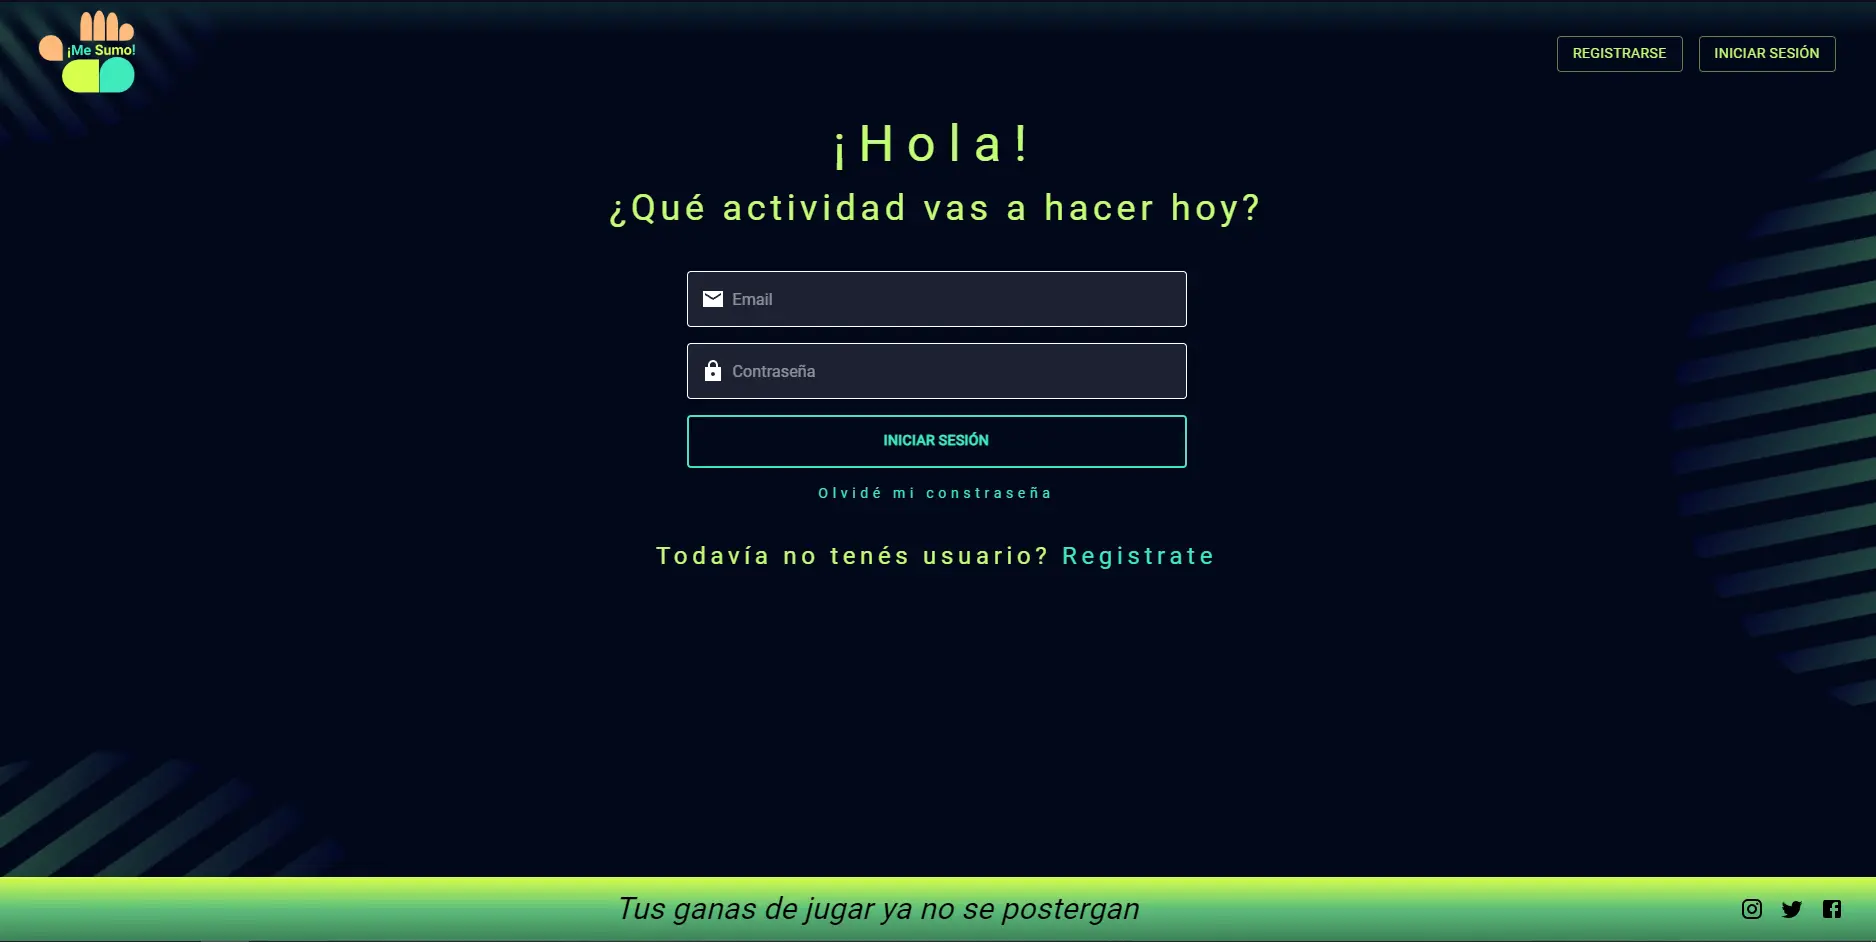 ¡Me Sumo!
REGISTRARSE
INICIAR SESIÓN
¡Hola!
¿Qué actividad vas a hacer hoy?
Email
Contraseña
INICIAR SESIÓN
Olvidé mi constraseña
Todavía no tenés usuario? Registrate
Tus ganas de jugar ya no se postergan